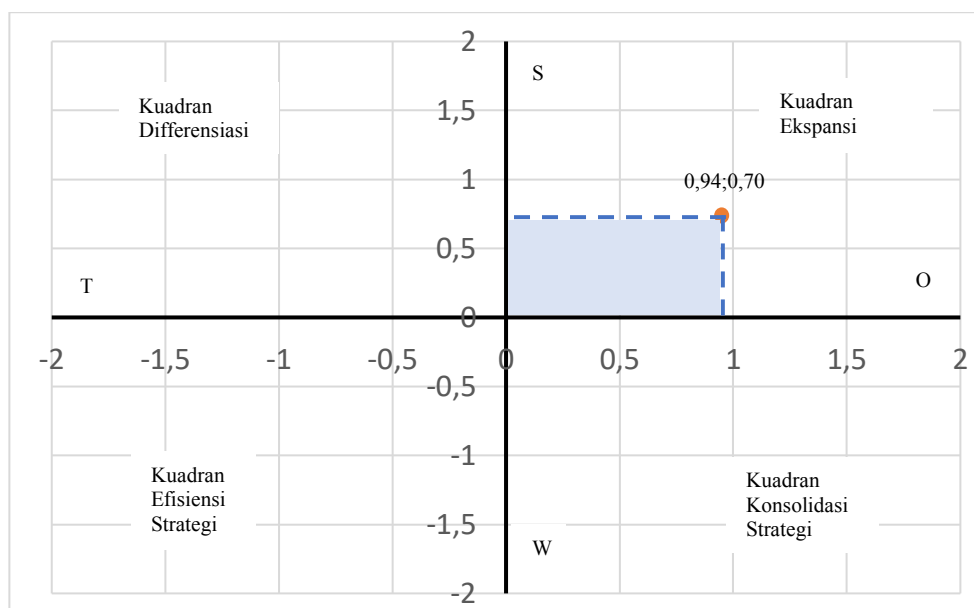 2
S
Kuadran
Differensiasi
1,5
Kuadran
Ekspansi
1
0,94;0,70
0,5
T
O
0
-2 -1,5 -1 -0,5 0 0,5 1 1,5 2
-0,5
-1
Kuadran
Efisiensi
Strategi
Kuadran
Konsolidasi
Strategi
-1,5
W
-2